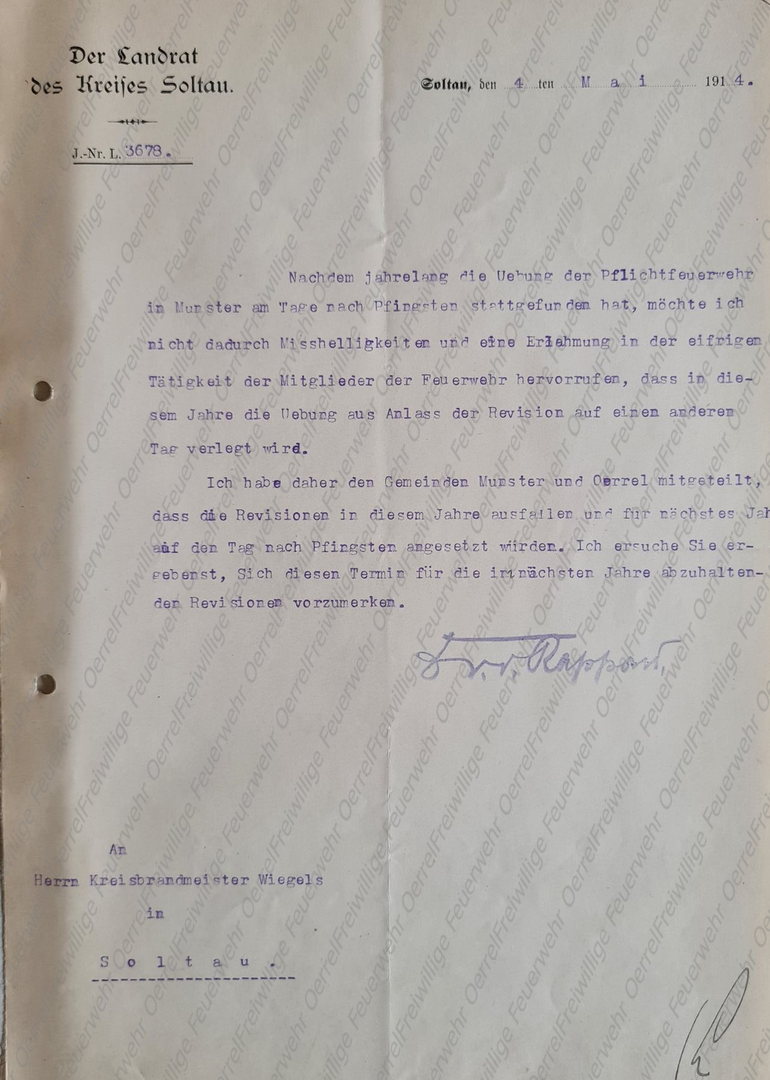 Der Landrat
des Kreises Soltau.
Soltau, den 4 ten Mai 1914.
J.-Nr. L. 3678.
Nachdem jahrelang die Uebung der Pflichtfeuerwehr
in Munster am Tage nach Pfingsten stattgefunden hat, möchte ich
nicht dadurch Misshelligkeiten und eine Erlahmung in der eifrigen
Tätigkeit der Mitglieder der Feuerwehr hervorrufen, dass in die-
sem Jahre die Uebung aus Anlass der Revision auf einen anderen
Tag verlegt wird.
Ich habe daher den Gemeinden Munster und Oerrel mitgeteilt,
dass die Revisionen in diesem Jahre ausfallen und für nächstes Jah
auf den Tag nach Pfingsten angesetzt würden. Ich ersuche Sie er-
gebenst, Sich diesen Termin für die im nächsten Jahre abzuhalten-
den Revisionen vorzumerken.
v. Rappard.
An
Herrn Kreisbrandmeister Wiegels
in
Soltau.
Freiwillige Feuerwehr Oerrel